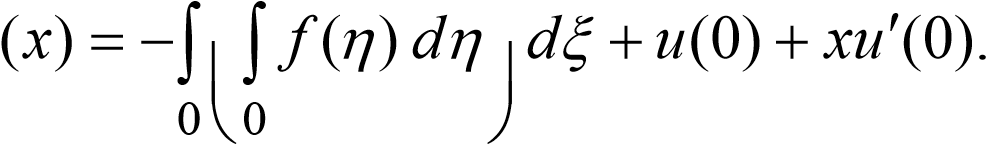 (x) = −∫₀ ( ∫₀ f(η) dη ) dξ + u(0) + xu′(0).